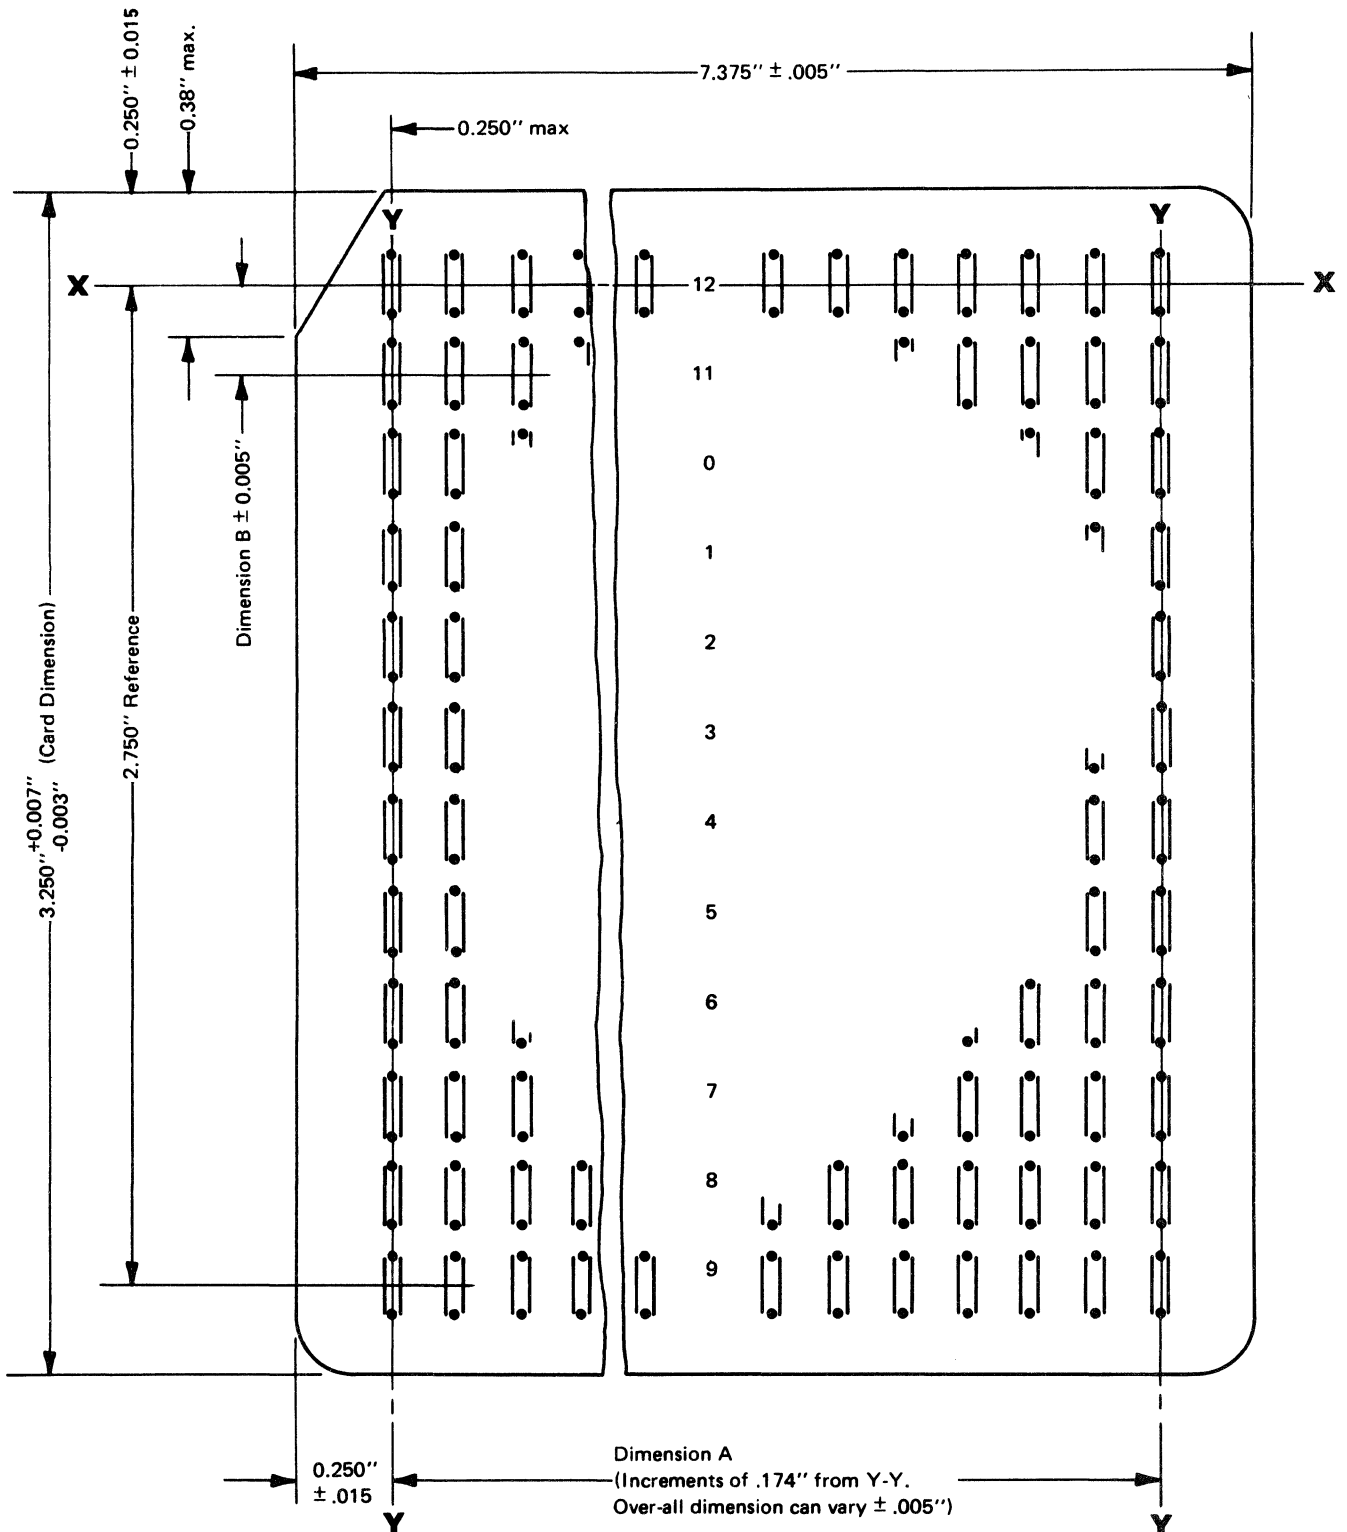 0.250″ ± 0.015
0.38″ max.
7.375″ ± .005″
0.250″ max
Y
Y
X
12
X
11
0
1
2
3
4
5
6
7
8
9
Dimension B ± 0.005″
2.750″ Reference
3.250″ +0.007″ (Card Dimension)
-0.003″
0.250″
± .015
Dimension A
(Increments of .174″ from Y-Y.
Over-all dimension can vary ± .005″)
Y
Y